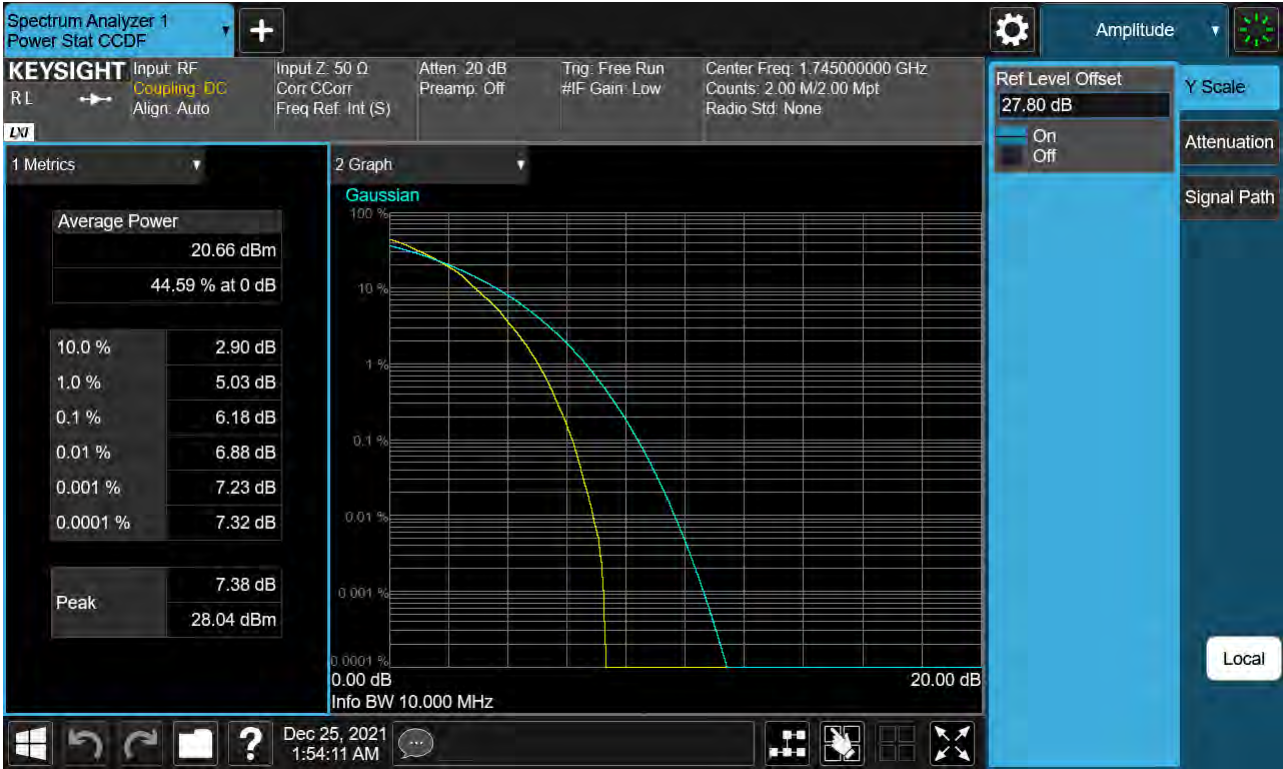 Spectrum Analyzer 1
Power Stat CCDF
+
Amplitude
KEYSIGHT
R L
LXI
Input: RF
Coupling: DC
Align: Auto
Input Z: 50 Ω
Corr CCorr
Freq Ref: Int (S)
Atten: 20 dB
Preamp: Off
Trig: Free Run
#IF Gain: Low
Center Freq: 1.745000000 GHz
Counts: 2.00 M/2.00 Mpt
Radio Std: None
Ref Level Offset
27.80 dB
On
Off
Y Scale
Attenuation
Signal Path
Local
1 Metrics
Average Power
20.66 dBm
44.59 % at 0 dB
10.0 % 2.90 dB
1.0 % 5.03 dB
0.1 % 6.18 dB
0.01 % 6.88 dB
0.001 % 7.23 dB
0.0001 % 7.32 dB
Peak
7.38 dB
28.04 dBm
2 Graph
Gaussian
100 %
10 %
1 %
0.1 %
0.01 %
0.001 %
0.0001 %
0.00 dB 20.00 dB
Info BW 10.000 MHz
?
Dec 25, 2021
1:54:11 AM